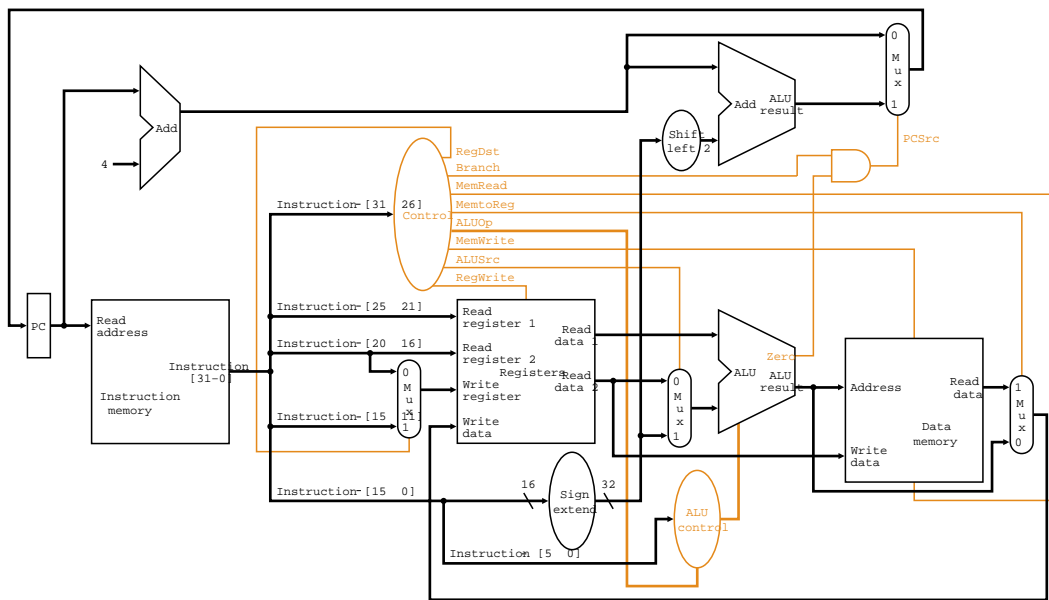 0
M
u
x
1
Add
ALU
result
Add
4
Shift
left 2
PCSrc
RegDst
Branch
MemRead
MemtoReg
ALUOp
MemWrite
ALUSrc
RegWrite
Control
Instruction [31 26]
Instruction [25 21]
Instruction [20 16]
Instruction [15 11]
Instruction [15 0]
Instruction [5 0]
PC
Read
address
Instruction
[31-0]
Instruction
memory
0
M
u
x
1
Read
register 1
Read
register 2
Write
register
Write
data
Registers
Read
data 1
Read
data 2
0
M
u
x
1
Zero
ALU
ALU
result
Address
Read
data
Data
memory
Write
data
1
M
u
x
0
16
Sign
extend
32
ALU
control